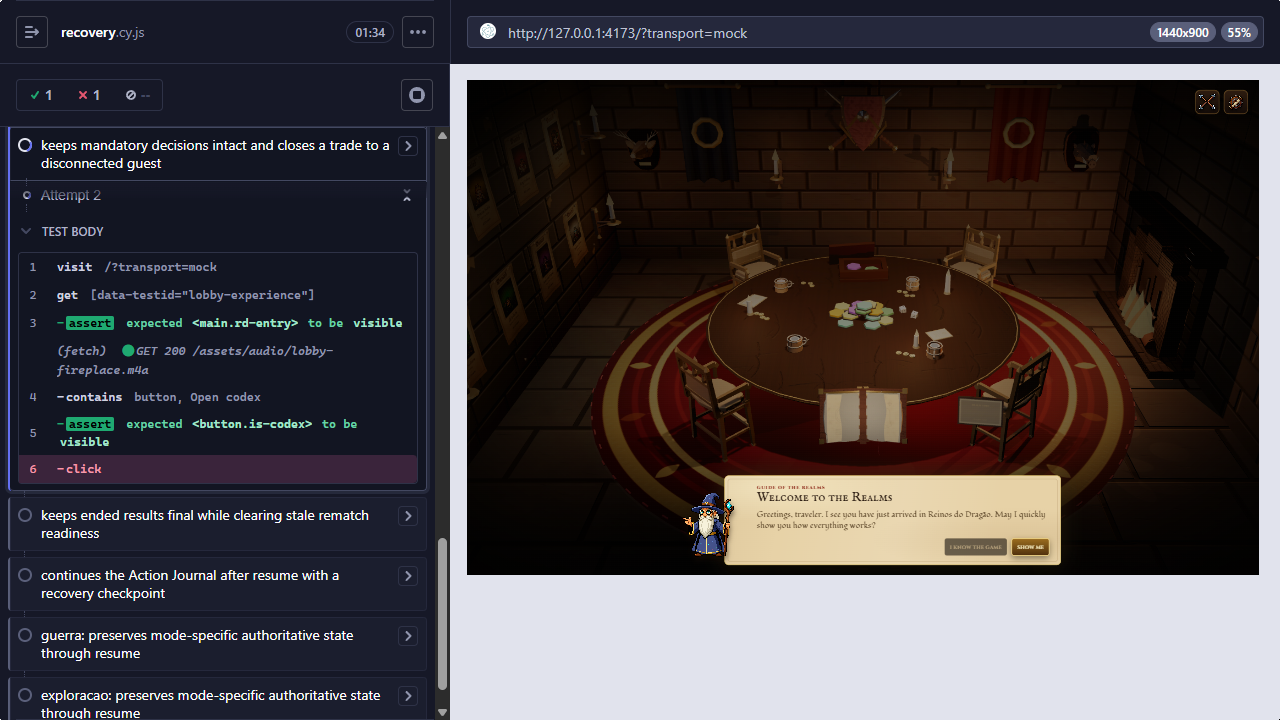 recovery.cy.js
01:34
http://127.0.0.1:4173/?transport=mock
1440x900
55%
1
1
--
keeps mandatory decisions intact and closes a trade to a
disconnected guest
Attempt 2
TEST BODY
1 visit /?transport=mock
2 get [data-testid="lobby-experience"]
3 -assert expected <main.rd-entry> to be visible
(fetch) GET 200 /assets/audio/lobby-
fireplace.m4a
4 -contains button, Open codex
5 -assert expected <button.is-codex> to be
visible
6 -click
keeps ended results final while clearing stale rematch
readiness
continues the Action Journal after resume with a
recovery checkpoint
guerra: preserves mode-specific authoritative state
through resume
exploracao: preserves mode-specific authoritative state
through resume
GUIDE OF THE REALMS
Welcome to the Realms
Greetings, traveler. I see you have just arrived in Reinos do Dragão. May I quickly
show you how everything works?
I KNOW THE GAME
SHOW ME